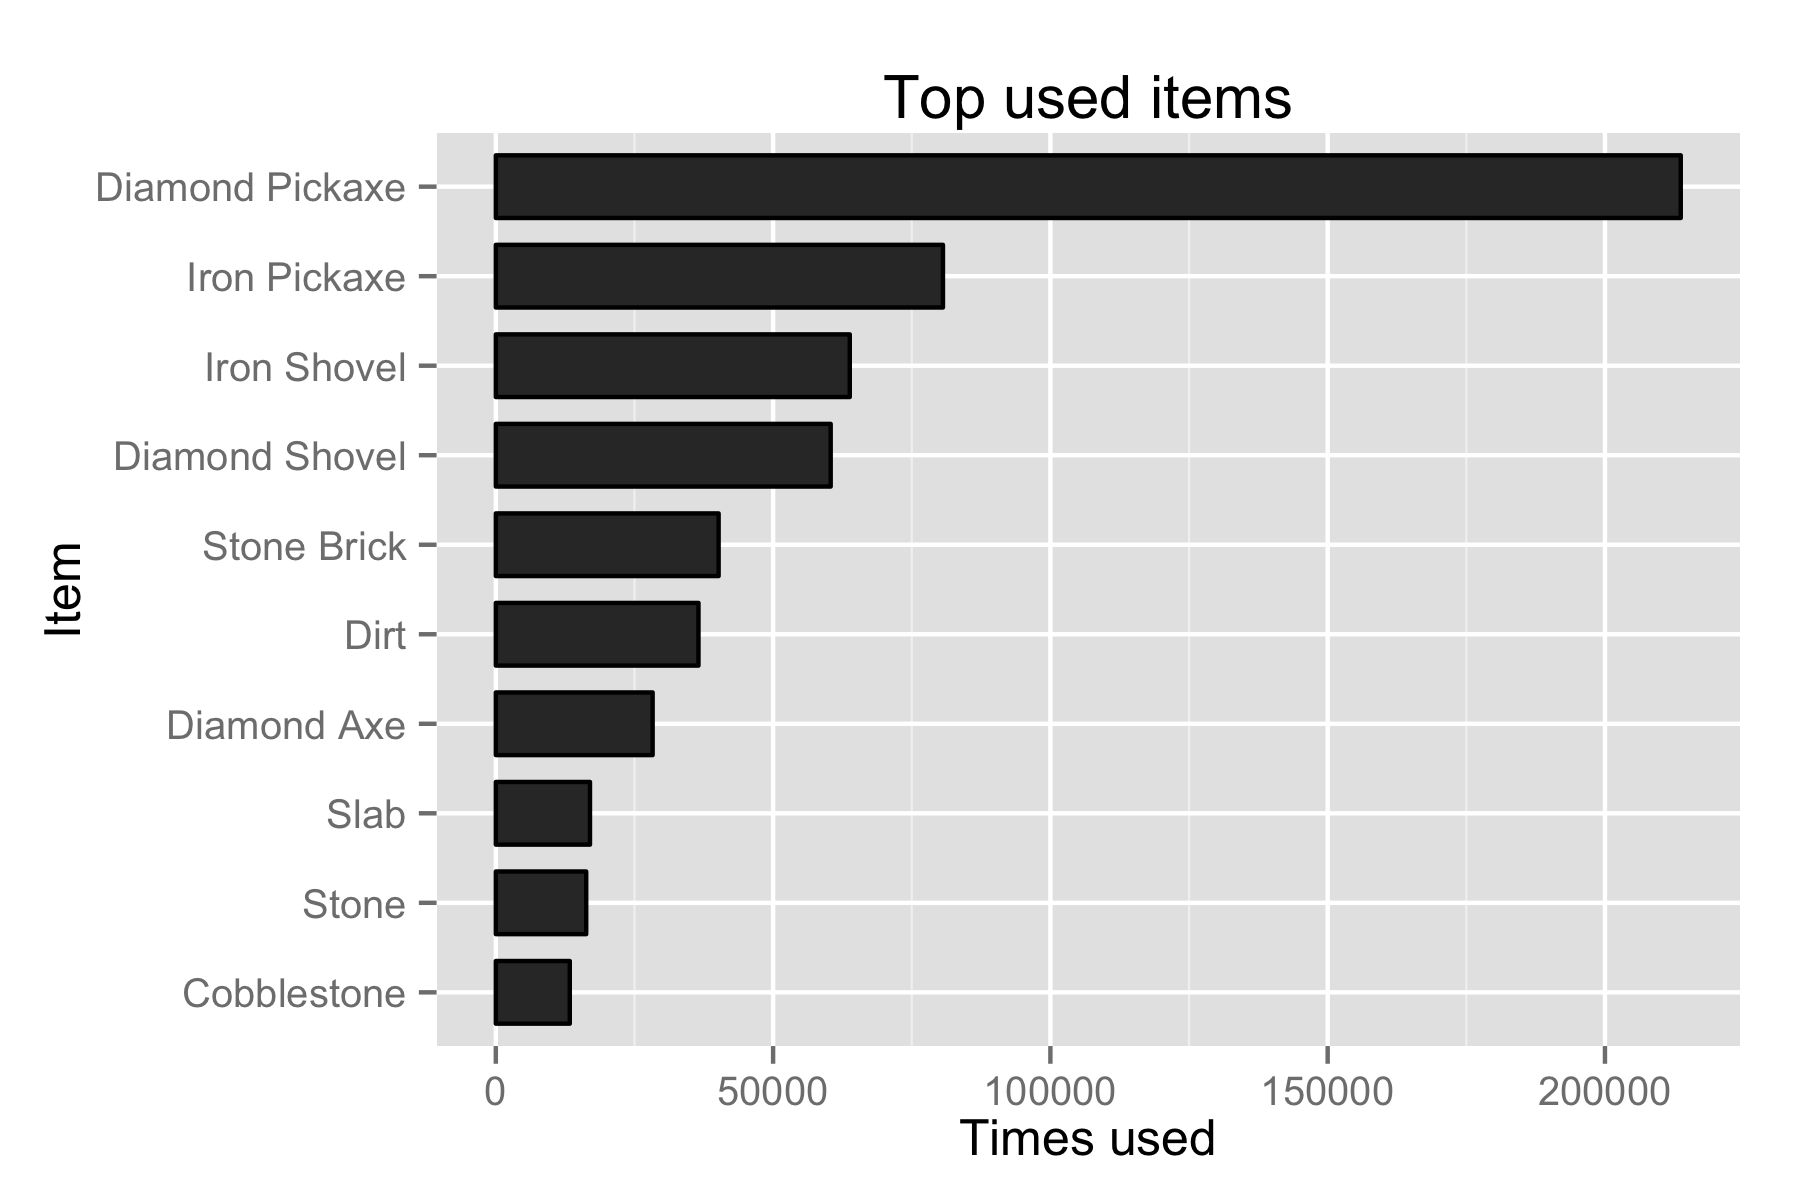 Top used items
Diamond Pickaxe
Iron Pickaxe
Iron Shovel
Diamond Shovel
Stone Brick
Dirt
Diamond Axe
Slab
Stone
Cobblestone
Item
0 50000 100000 150000 200000
Times used